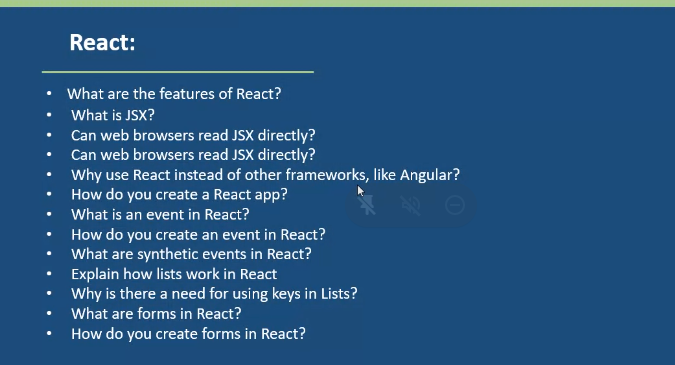 React:
• What are the features of React?
• What is JSX?
• Can web browsers read JSX directly?
• Can web browsers read JSX directly?
• Why use React instead of other frameworks, like Angular?
• How do you create a React app?
• What is an event in React?
• How do you create an event in React?
• What are synthetic events in React?
• Explain how lists work in React
• Why is there a need for using keys in Lists?
• What are forms in React?
• How do you create forms in React?